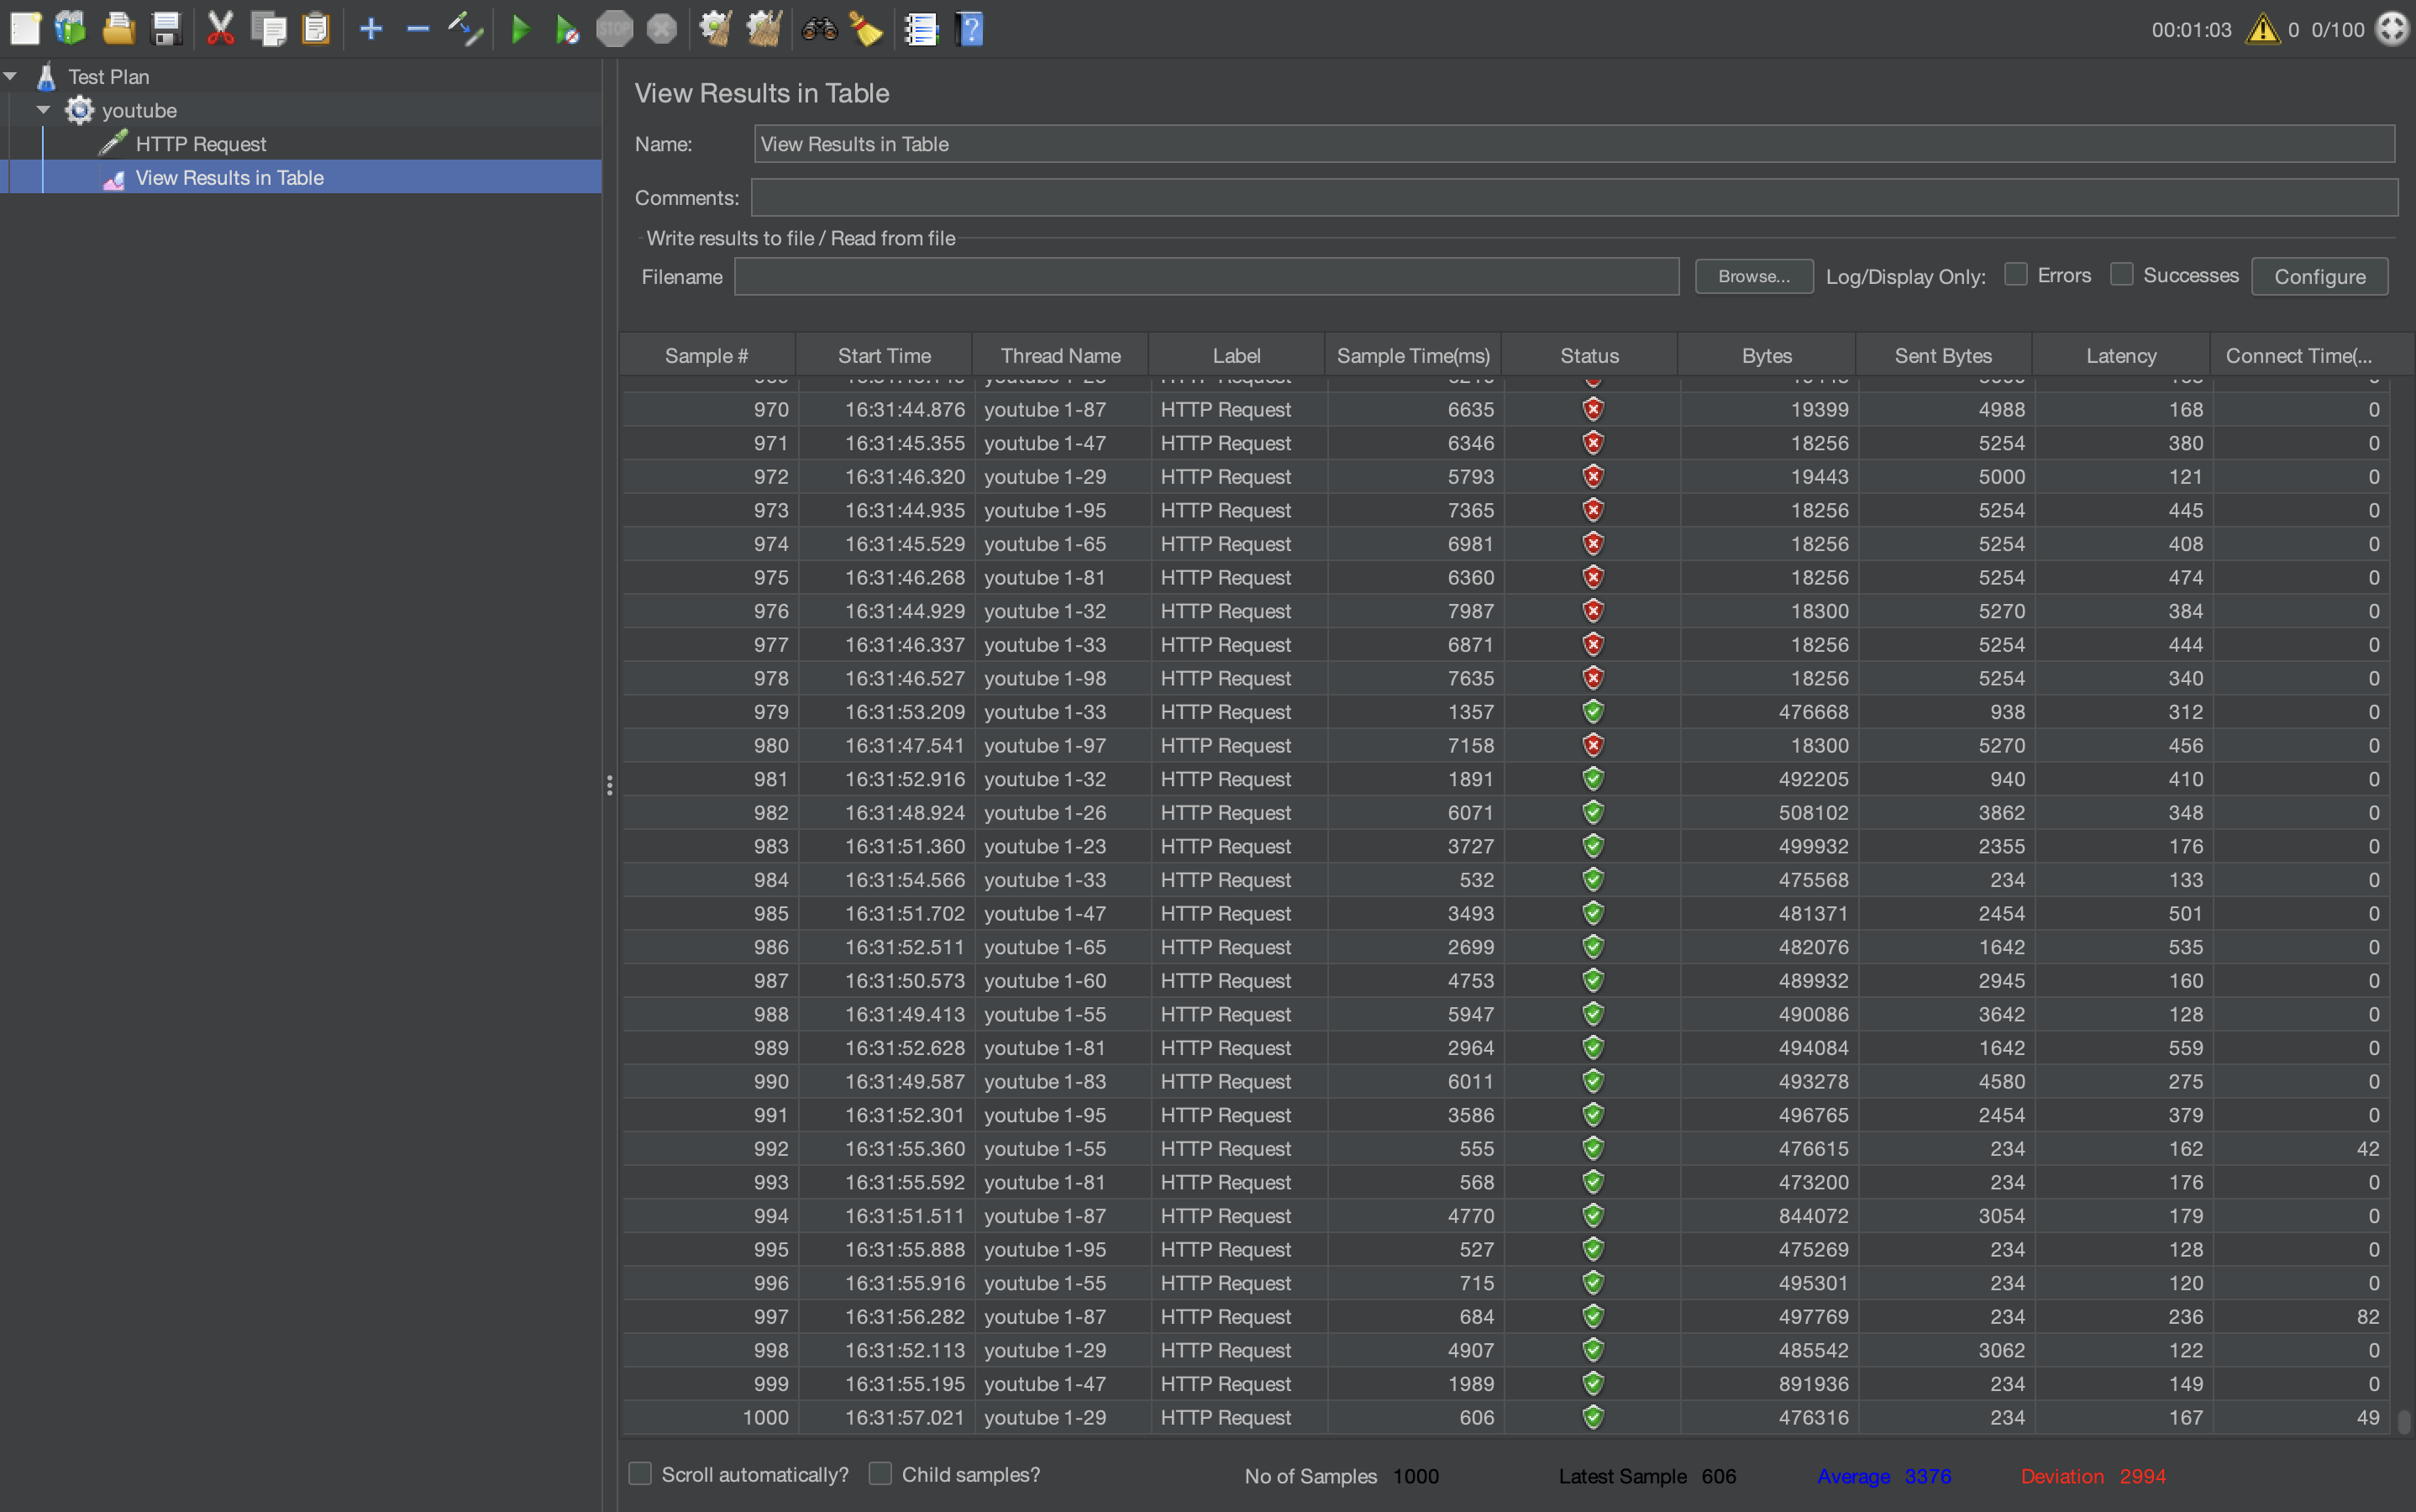 STOP
00:01:03 0 0/100
Test Plan
youtube
HTTP Request
View Results in Table
View Results in Table
Name: View Results in Table
Comments:
Write results to file / Read from file
Filename Browse... Log/Display Only: Errors Successes Configure
Sample # Start Time Thread Name Label Sample Time(ms) Status Bytes Sent Bytes Latency Connect Time(...
970 16:31:44.876 youtube 1-87 HTTP Request 6635 19399 4988 168 0
971 16:31:45.355 youtube 1-47 HTTP Request 6346 18256 5254 380 0
972 16:31:46.320 youtube 1-29 HTTP Request 5793 19443 5000 121 0
973 16:31:44.935 youtube 1-95 HTTP Request 7365 18256 5254 445 0
974 16:31:45.529 youtube 1-65 HTTP Request 6981 18256 5254 408 0
975 16:31:46.268 youtube 1-81 HTTP Request 6360 18256 5254 474 0
976 16:31:44.929 youtube 1-32 HTTP Request 7987 18300 5270 384 0
977 16:31:46.337 youtube 1-33 HTTP Request 6871 18256 5254 444 0
978 16:31:46.527 youtube 1-98 HTTP Request 7635 18256 5254 340 0
979 16:31:53.209 youtube 1-33 HTTP Request 1357 476668 938 312 0
980 16:31:47.541 youtube 1-97 HTTP Request 7158 18300 5270 456 0
981 16:31:52.916 youtube 1-32 HTTP Request 1891 492205 940 410 0
982 16:31:48.924 youtube 1-26 HTTP Request 6071 508102 3862 348 0
983 16:31:51.360 youtube 1-23 HTTP Request 3727 499932 2355 176 0
984 16:31:54.566 youtube 1-33 HTTP Request 532 475568 234 133 0
985 16:31:51.702 youtube 1-47 HTTP Request 3493 481371 2454 501 0
986 16:31:52.511 youtube 1-65 HTTP Request 2699 482076 1642 535 0
987 16:31:50.573 youtube 1-60 HTTP Request 4753 489932 2945 160 0
988 16:31:49.413 youtube 1-55 HTTP Request 5947 490086 3642 128 0
989 16:31:52.628 youtube 1-81 HTTP Request 2964 494084 1642 559 0
990 16:31:49.587 youtube 1-83 HTTP Request 6011 493278 4580 275 0
991 16:31:52.301 youtube 1-95 HTTP Request 3586 496765 2454 379 0
992 16:31:55.360 youtube 1-55 HTTP Request 555 476615 234 162 42
993 16:31:55.592 youtube 1-81 HTTP Request 568 473200 234 176 0
994 16:31:51.511 youtube 1-87 HTTP Request 4770 844072 3054 179 0
995 16:31:55.888 youtube 1-95 HTTP Request 527 475269 234 128 0
996 16:31:55.916 youtube 1-55 HTTP Request 715 495301 234 120 0
997 16:31:56.282 youtube 1-87 HTTP Request 684 497769 234 236 82
998 16:31:52.113 youtube 1-29 HTTP Request 4907 485542 3062 122 0
999 16:31:55.195 youtube 1-47 HTTP Request 1989 891936 234 149 0
1000 16:31:57.021 youtube 1-29 HTTP Request 606 476316 234 167 49
Scroll automatically? Child samples? No of Samples 1000 Latest Sample 606 Average 3376 Deviation 2994